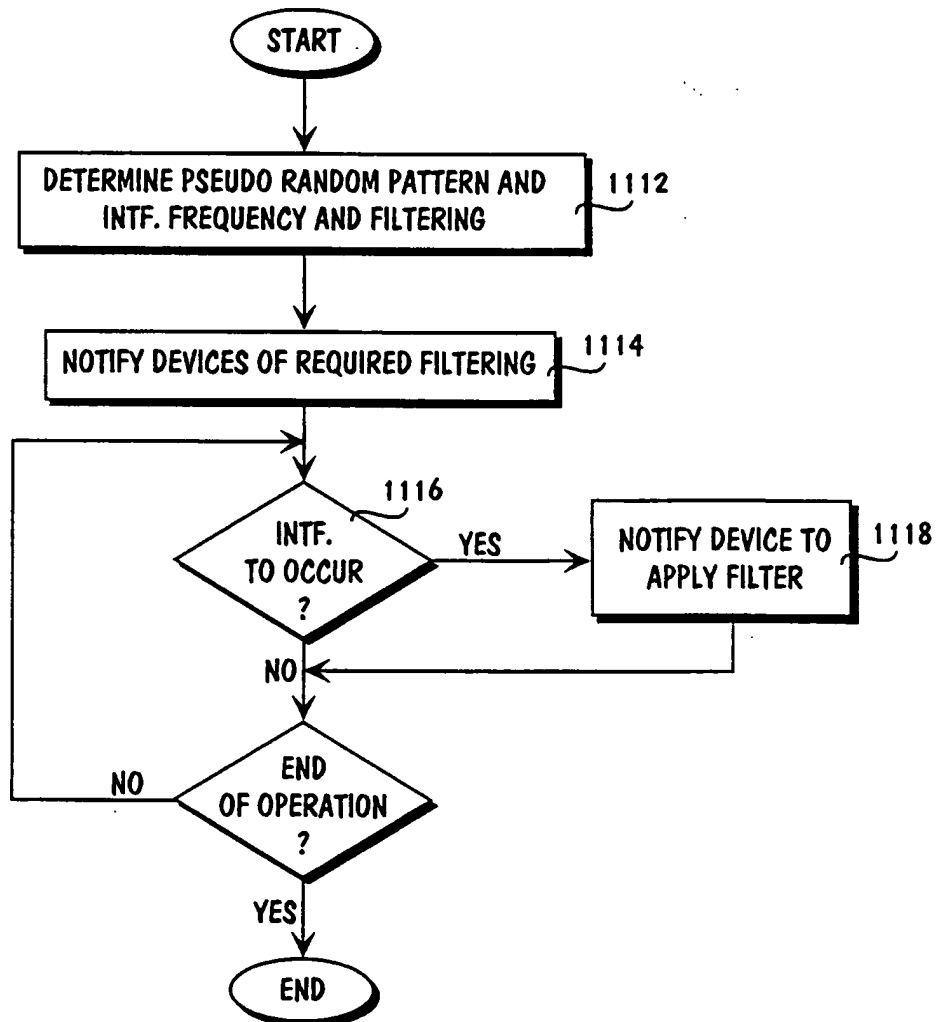 START
DETERMINE PSEUDO RANDOM PATTERN AND
INTF. FREQUENCY AND FILTERING
1112
NOTIFY DEVICES OF REQUIRED FILTERING
1114
1116
INTF.
TO OCCUR
?
YES
NOTIFY DEVICE TO
APPLY FILTER
1118
NO
END
OF OPERATION
?
NO
YES
END